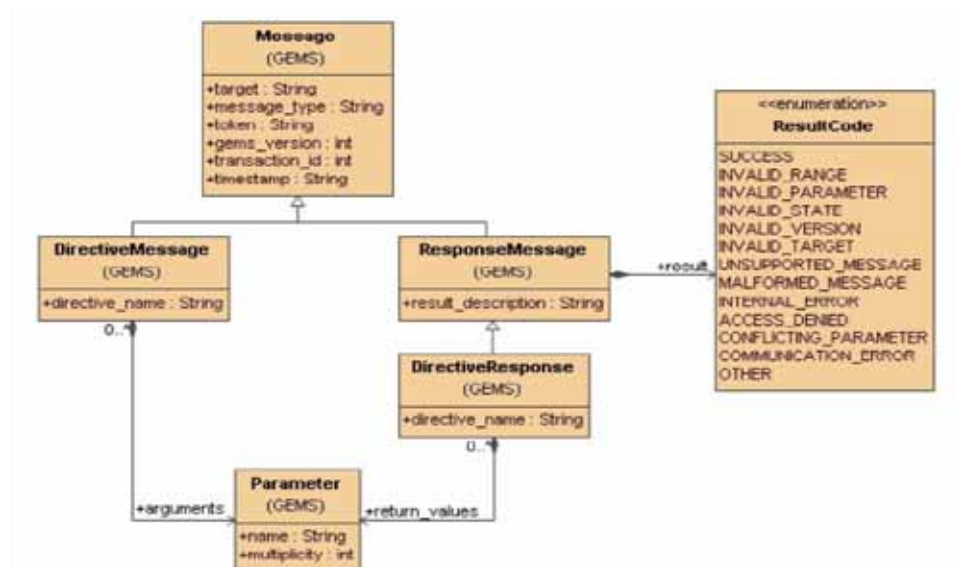 Message
(GEMS)
+target : String
+message_type : String
+token : String
+gems_version : int
+transaction_id : int
+timestamp : String
<<enumeration>>
ResultCode
SUCCESS
INVALID_RANGE
INVALID_PARAMETER
INVALID_STATE
INVALID_VERSION
INVALID_TARGET
UNSUPPORTED_MESSAGE
MALFORMED_MESSAGE
INTERNAL_ERROR
ACCESS_DENIED
CONFLICTING_PARAMETER
COMMUNICATION_ERROR
OTHER
DirectiveMessage
(GEMS)
+directive_name : String
0..*
ResponseMessage
(GEMS)
+result_description : String
+result
DirectiveResponse
(GEMS)
+directive_name : String
0..*
+arguments
Parameter
(GEMS)
+name : String
+multiplicity : int
+return_values